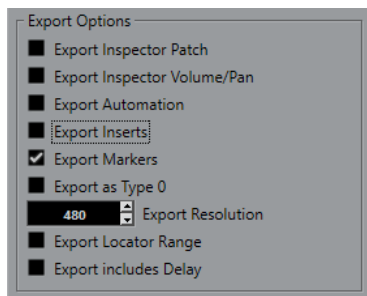 Export Options
Export Inspector Patch
Export Inspector Volume/Pan
Export Automation
Export Inserts
Export Markers
Export as Type 0
480 Export Resolution
Export Locator Range
Export includes Delay